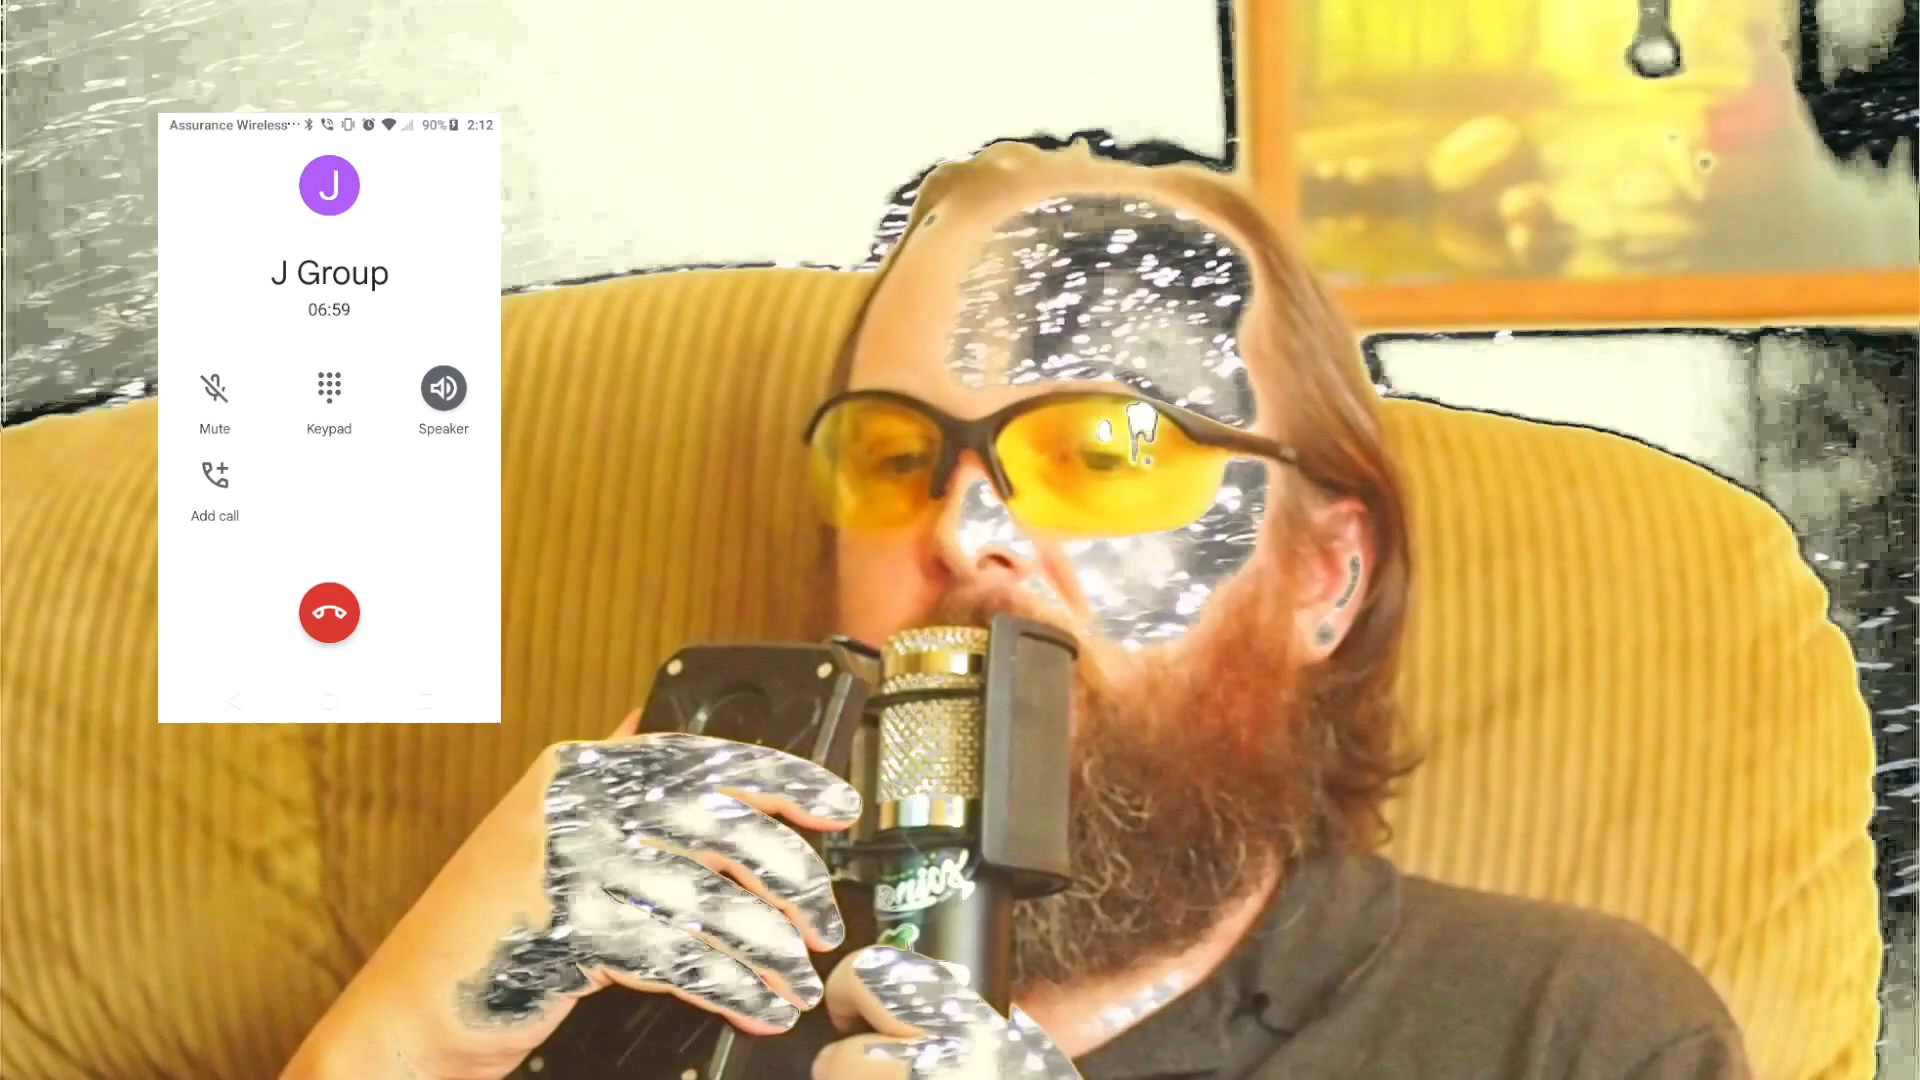 Assurance Wireless··· 90% 2:12
J
J Group
06:59
Mute Keypad Speaker
Add call